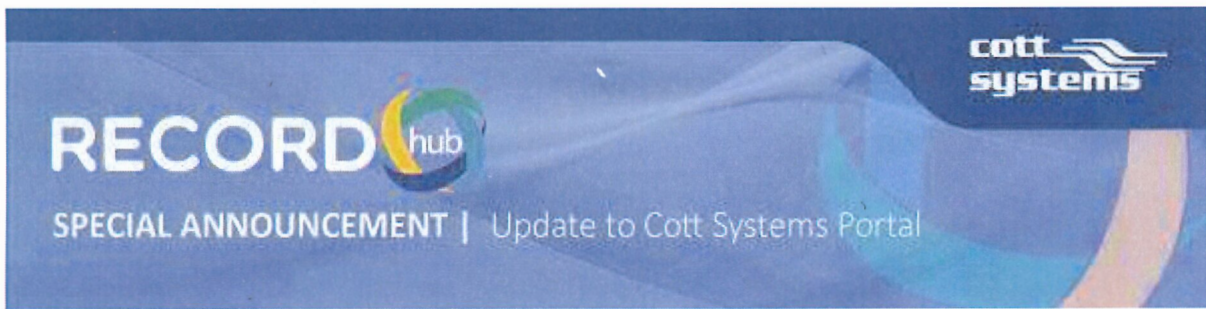 cott
systems
RECORD hub
SPECIAL ANNOUNCEMENT | Update to Cott Systems Portal